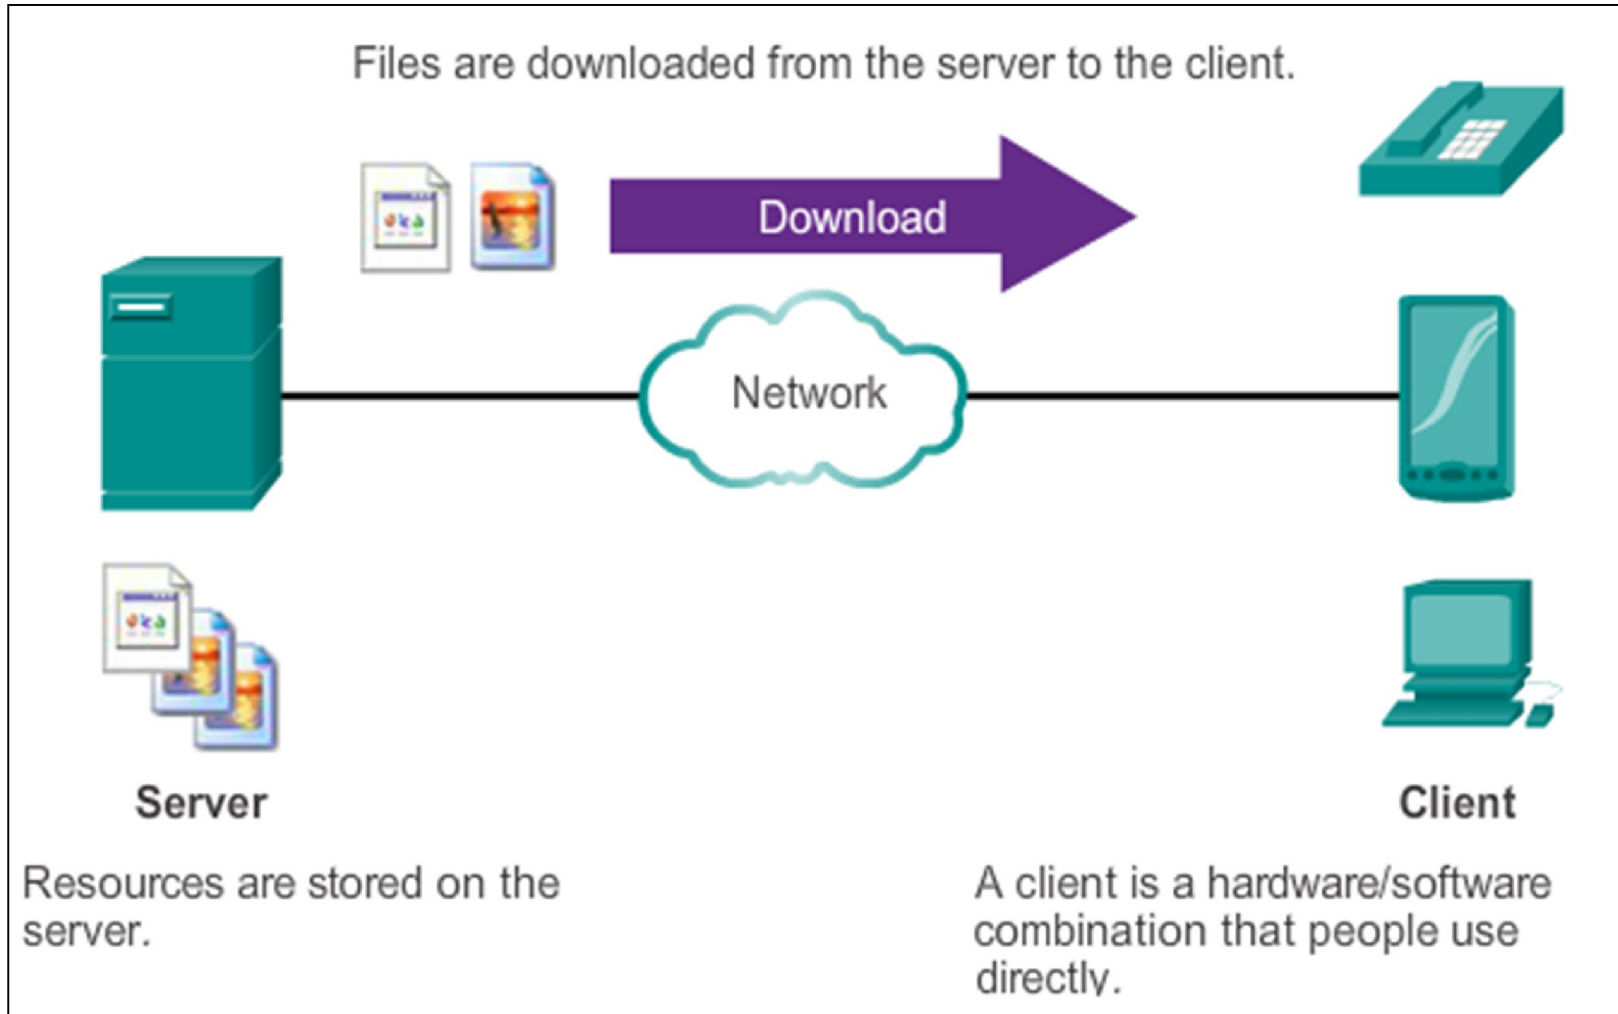 Files are downloaded from the server to the client.
Download
Network
Server
Resources are stored on the
server.
Client
A client is a hardware/software
combination that people use
directly.